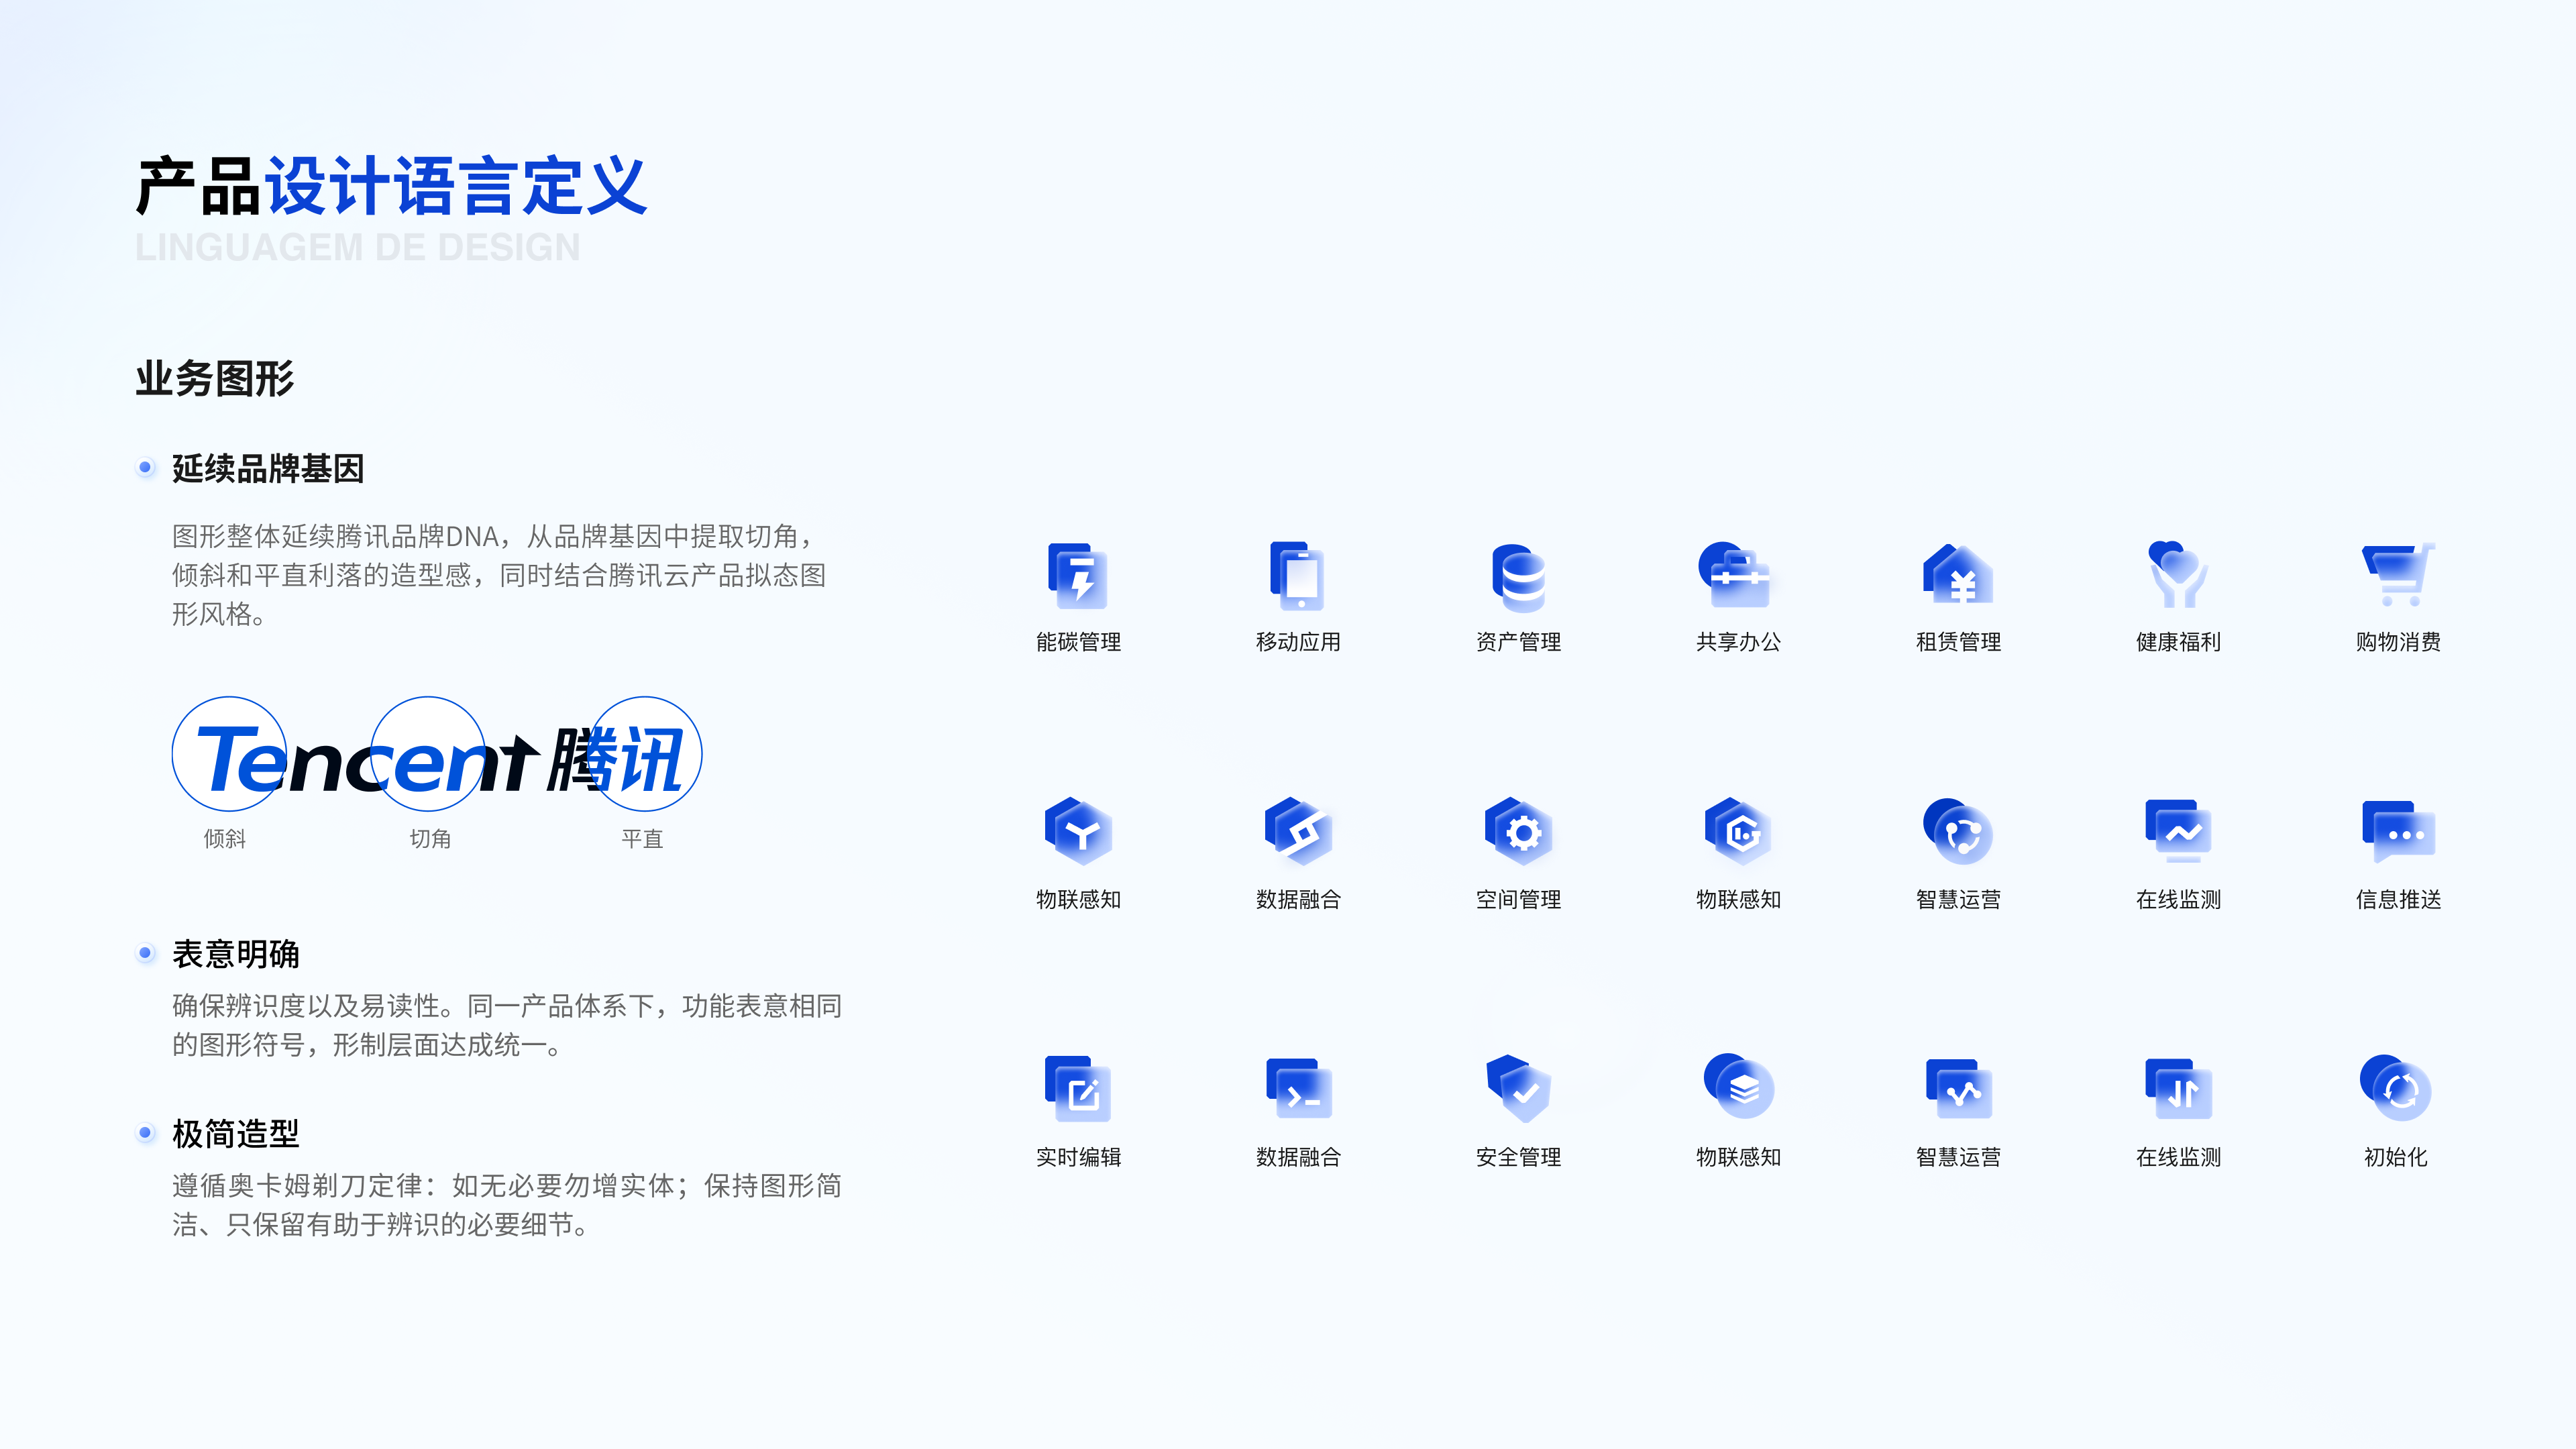 产品设计语言定义
LINGUAGEM DE DESIGN
业务图形
延续品牌基因
图形整体延续腾讯品牌DNA，从品牌基因中提取切角，
倾斜和平直利落的造型感，同时结合腾讯云产品拟态图
形风格。
Tencent 腾讯
倾斜 切角 平直
表意明确
确保辨识度以及易读性。同一产品体系下，功能表意相同
的图形符号，形制层面达成统一。
极简造型
遵循奥卡姆剃刀定律：如无必要勿增实体；保持图形简
洁、只保留有助于辨识的必要细节。
能碳管理 移动应用 资产管理 共享办公 租赁管理 健康福利 购物消费
物联感知 数据融合 空间管理 物联感知 智慧运营 在线监测 信息推送
实时编辑 数据融合 安全管理 物联感知 智慧运营 在线监测 初始化